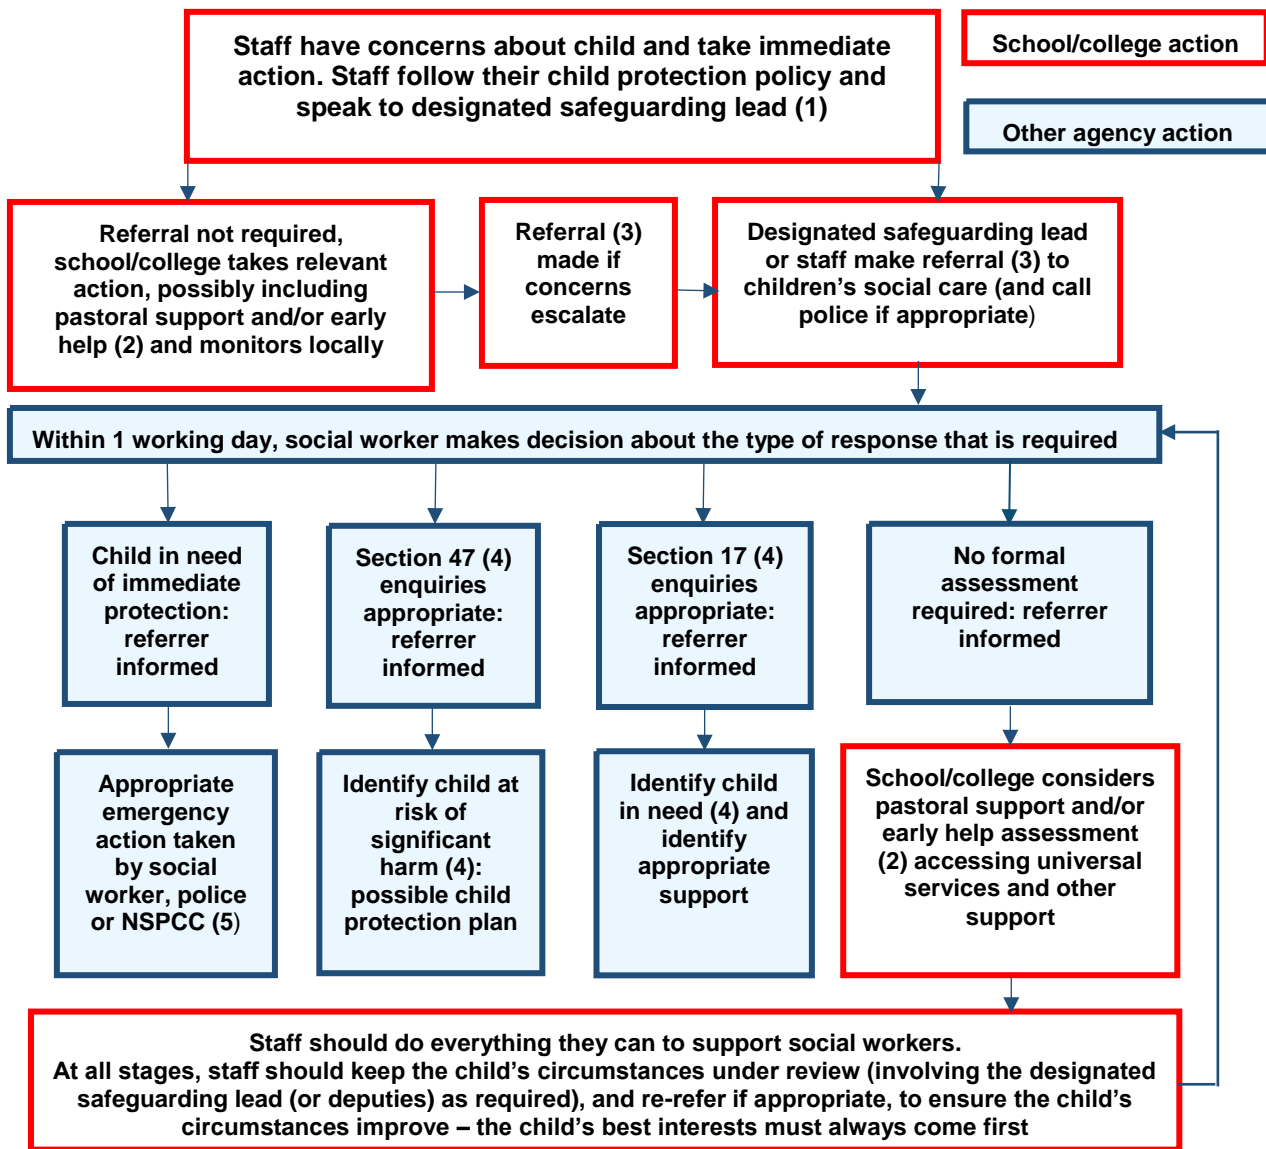 Staff have concerns about child and take immediate
action. Staff follow their child protection policy and
speak to designated safeguarding lead (1)
School/college action
Other agency action
Referral not required,
school/college takes relevant
action, possibly including
pastoral support and/or early
help (2) and monitors locally
Referral (3)
made if
concerns
escalate
Designated safeguarding lead
or staff make referral (3) to
children’s social care (and call
police if appropriate)
Within 1 working day, social worker makes decision about the type of response that is required
Child in need
of immediate
protection:
referrer
informed
Section 47 (4)
enquiries
appropriate:
referrer
informed
Section 17 (4)
enquiries
appropriate:
referrer
informed
No formal
assessment
required: referrer
informed
Appropriate
emergency
action taken
by social
worker, police
or NSPCC (5)
Identify child at
risk of
significant
harm (4):
possible child
protection plan
Identify child
in need (4) and
identify
appropriate
support
School/college considers
pastoral support and/or
early help assessment
(2) accessing universal
services and other
support
Staff should do everything they can to support social workers.
At all stages, staff should keep the child’s circumstances under review (involving the designated
safeguarding lead (or deputies) as required), and re-refer if appropriate, to ensure the child’s
circumstances improve – the child’s best interests must always come first